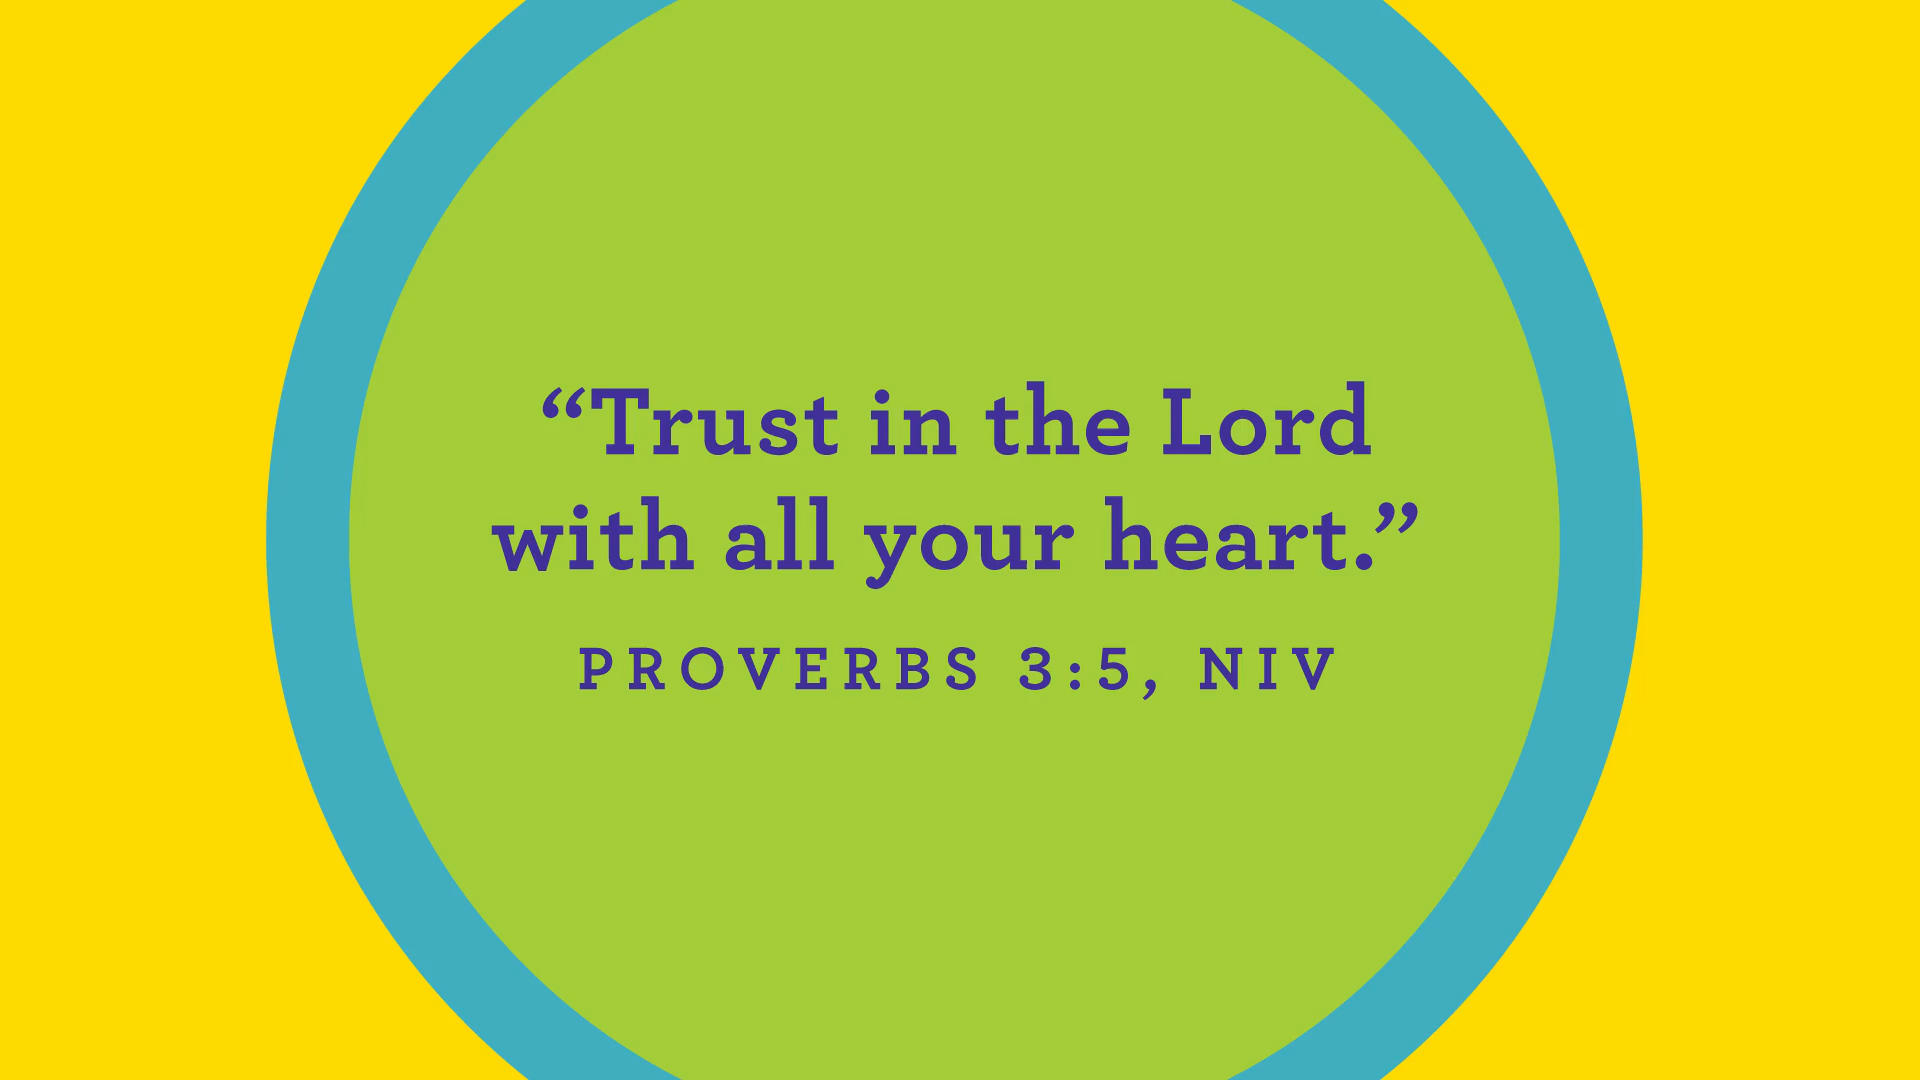 “Trust in the Lord
with all your heart.”
PROVERBS 3:5, NIV